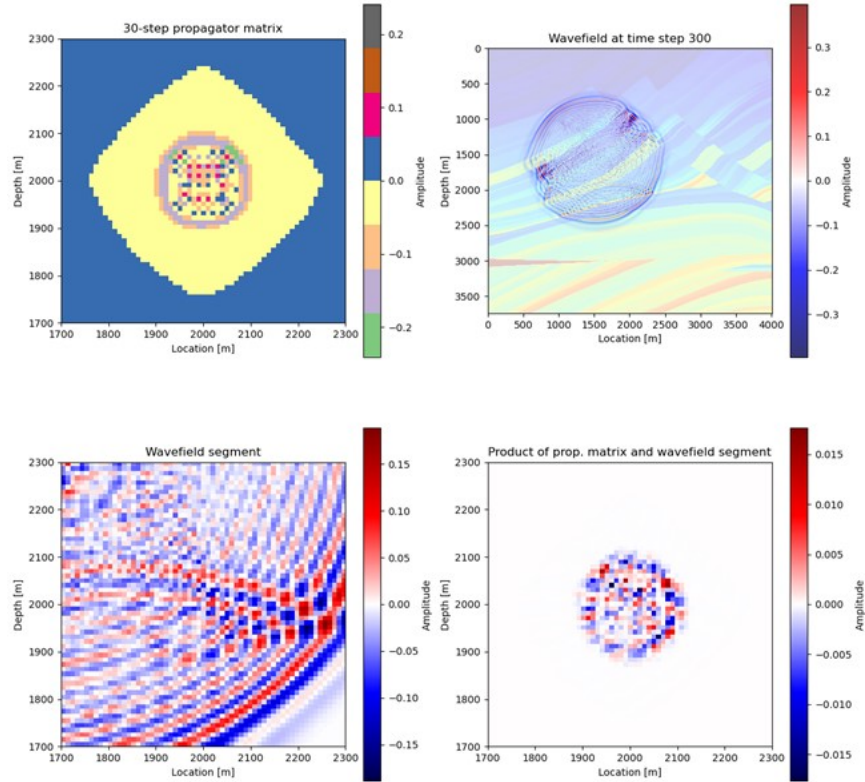 30-step propagator matrix
2300
2200
2100
2000
1900
1800
1700
Depth [m]
1700 1800 1900 2000 2100 2200 2300
Location [m]
0.2
0.1
0.0
−0.1
−0.2
Amplitude
Wavefield at time step 300
0
500
1000
1500
2000
2500
3000
3500
Depth [m]
0 500 1000 1500 2000 2500 3000 3500 4000
Location [m]
0.3
0.2
0.1
0.0
−0.1
−0.2
−0.3
Amplitude
Wavefield segment
2300
2200
2100
2000
1900
1800
1700
Depth [m]
1700 1800 1900 2000 2100 2200 2300
Location [m]
0.15
0.10
0.05
0.00
−0.05
−0.10
−0.15
Amplitude
Product of prop. matrix and wavefield segment
2300
2200
2100
2000
1900
1800
1700
Depth [m]
1700 1800 1900 2000 2100 2200 2300
Location [m]
0.015
0.010
0.005
0.000
−0.005
−0.010
−0.015
Amplitude